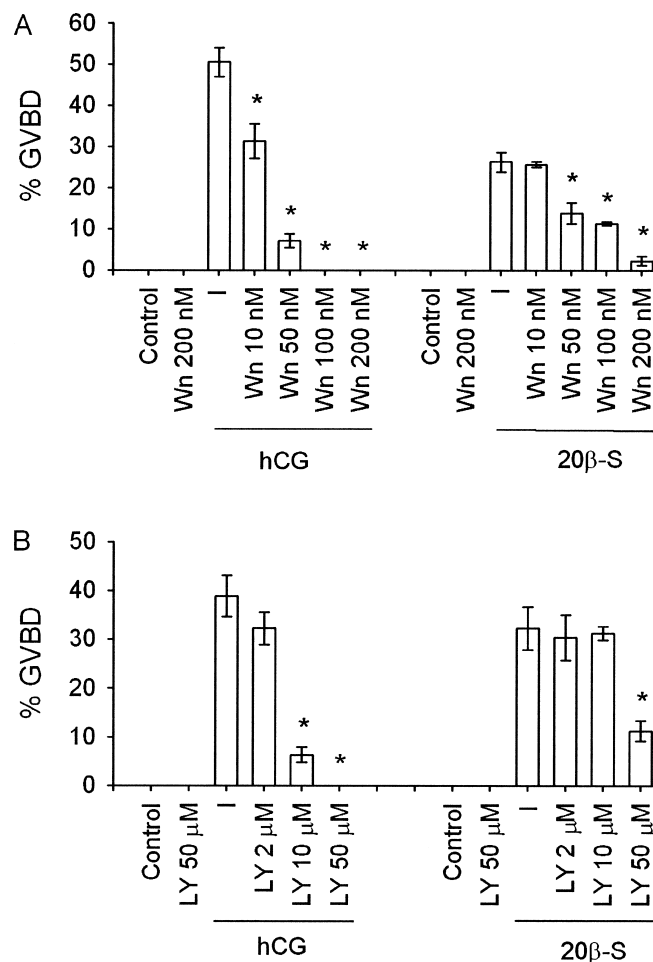 A
% GVBD
60
50
40
30
20
10
0
*
*
*
*
*
*
*
Control
Wn 200 nM
I
Wn 10 nM
Wn 50 nM
Wn 100 nM
Wn 200 nM
Control
Wn 200 nM
I
Wn 10 nM
Wn 50 nM
Wn 100 nM
Wn 200 nM
hCG
20β-S
B
% GVBD
50
40
30
20
10
0
*
*
*
Control
LY 50 μM
I
LY 2 μM
LY 10 μM
LY 50 μM
Control
LY 50 μM
I
LY 2 μM
LY 10 μM
LY 50 μM
hCG
20β-S